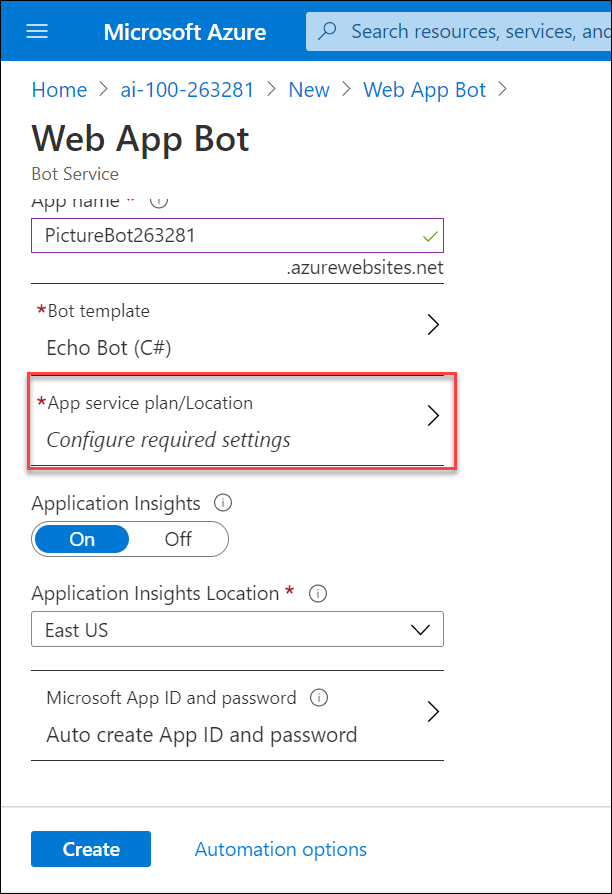 Microsoft Azure
Search resources, services, and
Home > ai-100-263281 > New > Web App Bot >
Web App Bot
Bot Service
App name *
PictureBot263281
.azurewebsites.net
*Bot template
Echo Bot (C#)
*App service plan/Location
Configure required settings
Application Insights
On Off
Application Insights Location *
East US
Microsoft App ID and password
Auto create App ID and password
Create Automation options